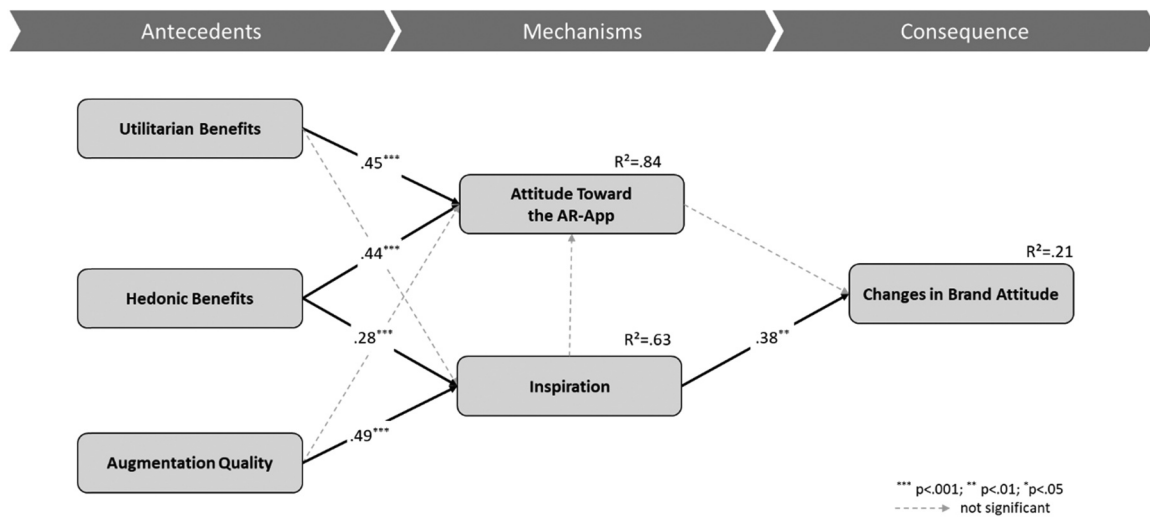 Antecedents
Mechanisms
Consequence
Utilitarian Benefits
.45***
R²=.84
Attitude Toward
the AR-App
.44***
Hedonic Benefits
R²=.21
Changes in Brand Attitude
.28***
R²=.63
.38**
Inspiration
.49***
Augmentation Quality
*** p<.001; ** p<.01; *p<.05
not significant